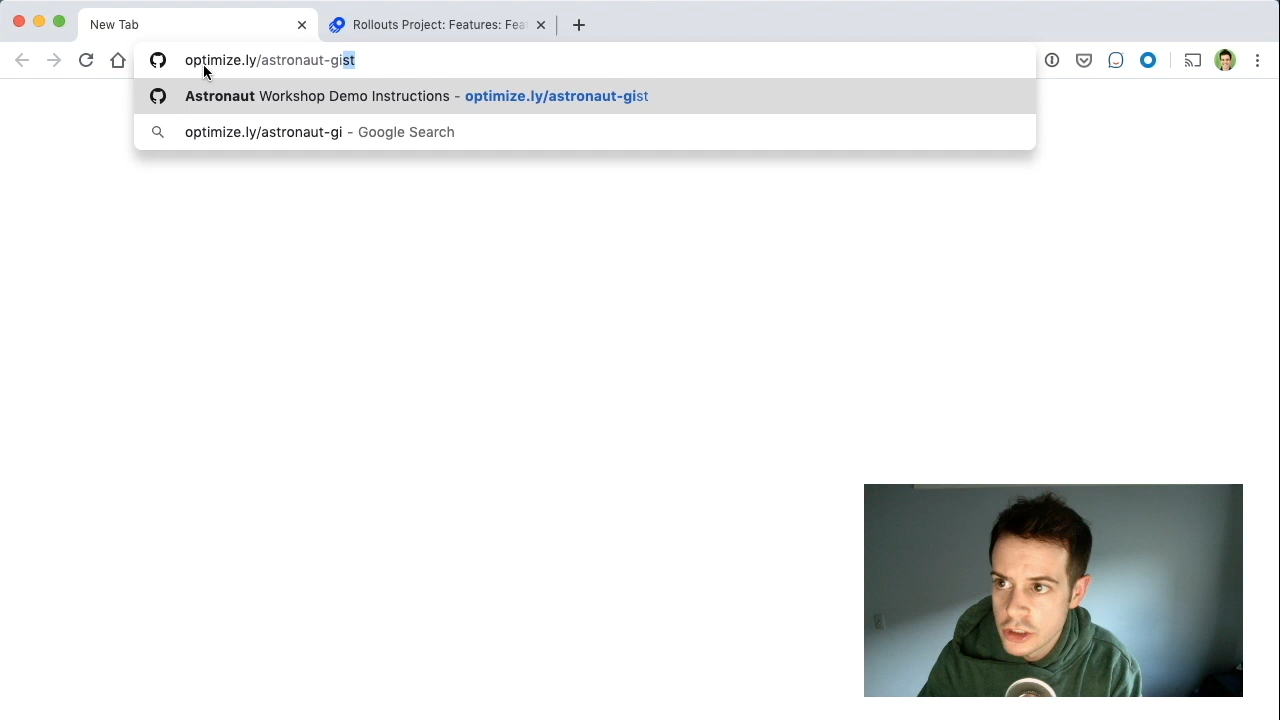 New Tab
Rollouts Project: Features: Fea
optimize.ly/astronaut-gist
Astronaut Workshop Demo Instructions - optimize.ly/astronaut-gist
optimize.ly/astronaut-gi - Google Search